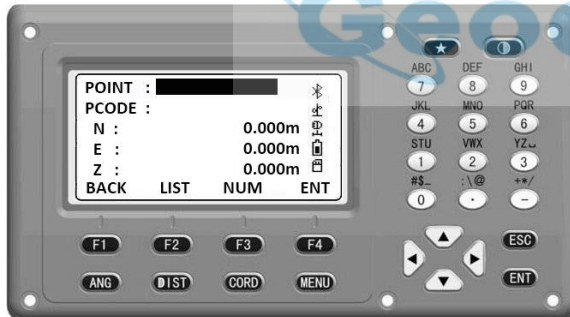 Geo
POINT :
PCODE :
N : 0.000m
E : 0.000m
Z : 0.000m
BACK LIST NUM ENT
F1 F2 F3 F4
ANG DIST CORD MENU
ABC DEF GHI
7 8 9
JKL MNO PQR
4 5 6
STU VWX YZ␣
1 2 3
#$_ :\@ +*/
0 . -
ESC
ENT